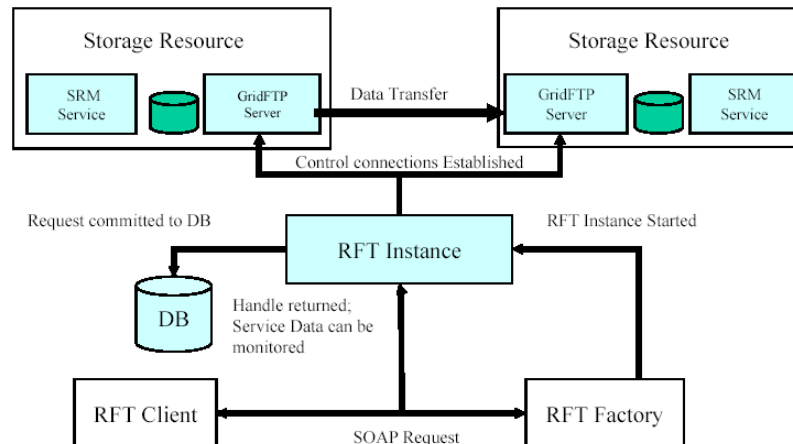 Storage Resource
Storage Resource
SRM
Service
GridFTP
Server
Data Transfer
GridFTP
Server
SRM
Service
Control connections Established
Request committed to DB
RFT Instance Started
RFT Instance
DB
Handle returned;
Service Data can be
monitored
RFT Client
RFT Factory
SOAP Request